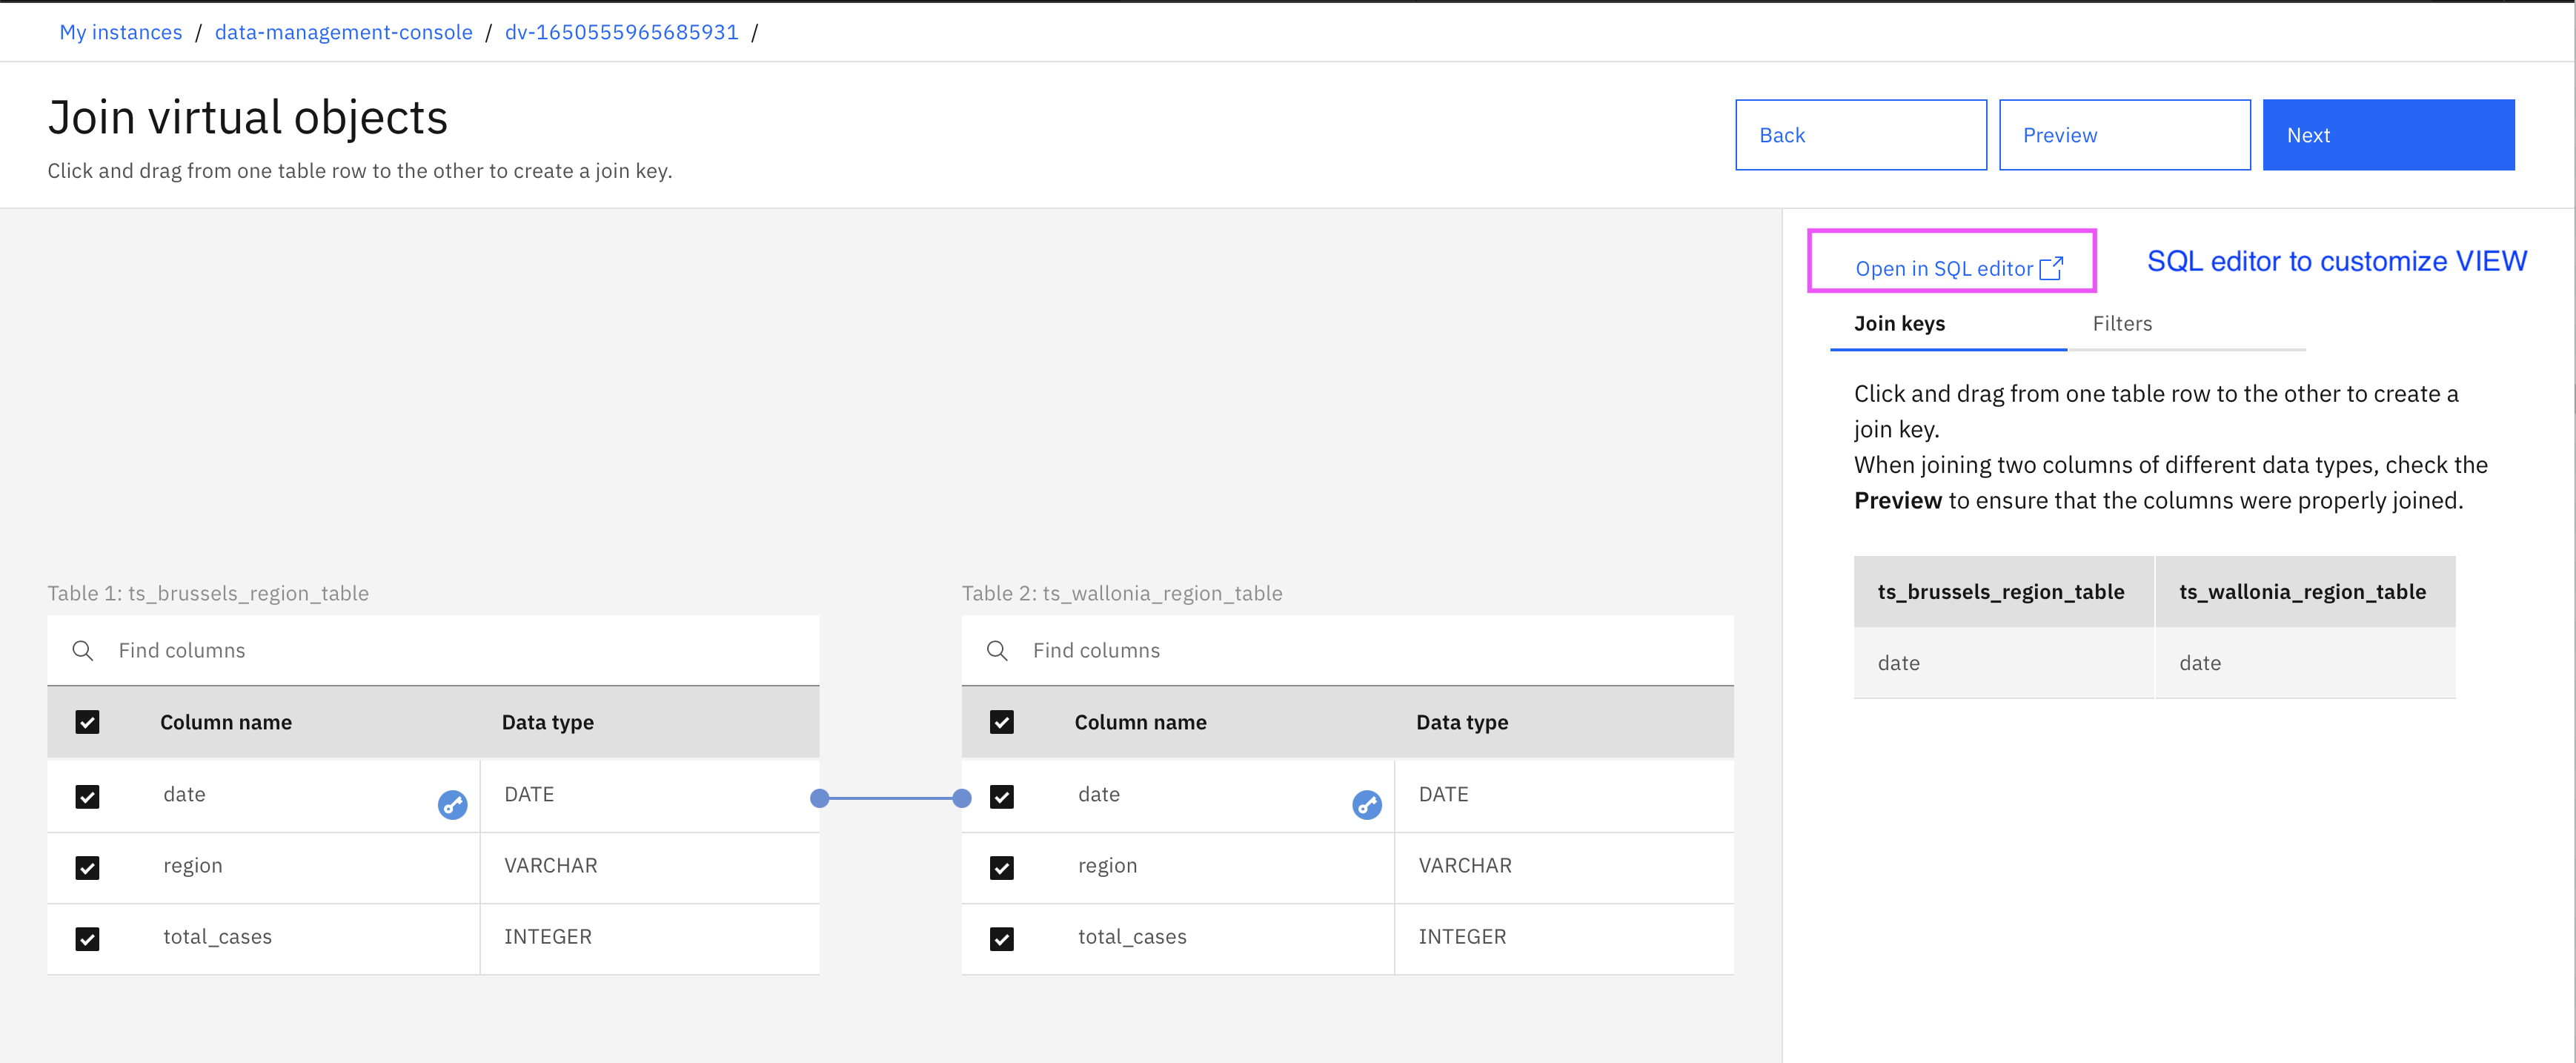 My instances / data-management-console / dv-1650555965685931 /
Join virtual objects
Click and drag from one table row to the other to create a join key.
Back
Preview
Next
Open in SQL editor
SQL editor to customize VIEW
Join keys
Filters
Click and drag from one table row to the other to create a
join key.
When joining two columns of different data types, check the
Preview to ensure that the columns were properly joined.
ts_brussels_region_table ts_wallonia_region_table
date date
Table 1: ts_brussels_region_table
Find columns
Column name Data type
date DATE
region VARCHAR
total_cases INTEGER
Table 2: ts_wallonia_region_table
Find columns
Column name Data type
date DATE
region VARCHAR
total_cases INTEGER